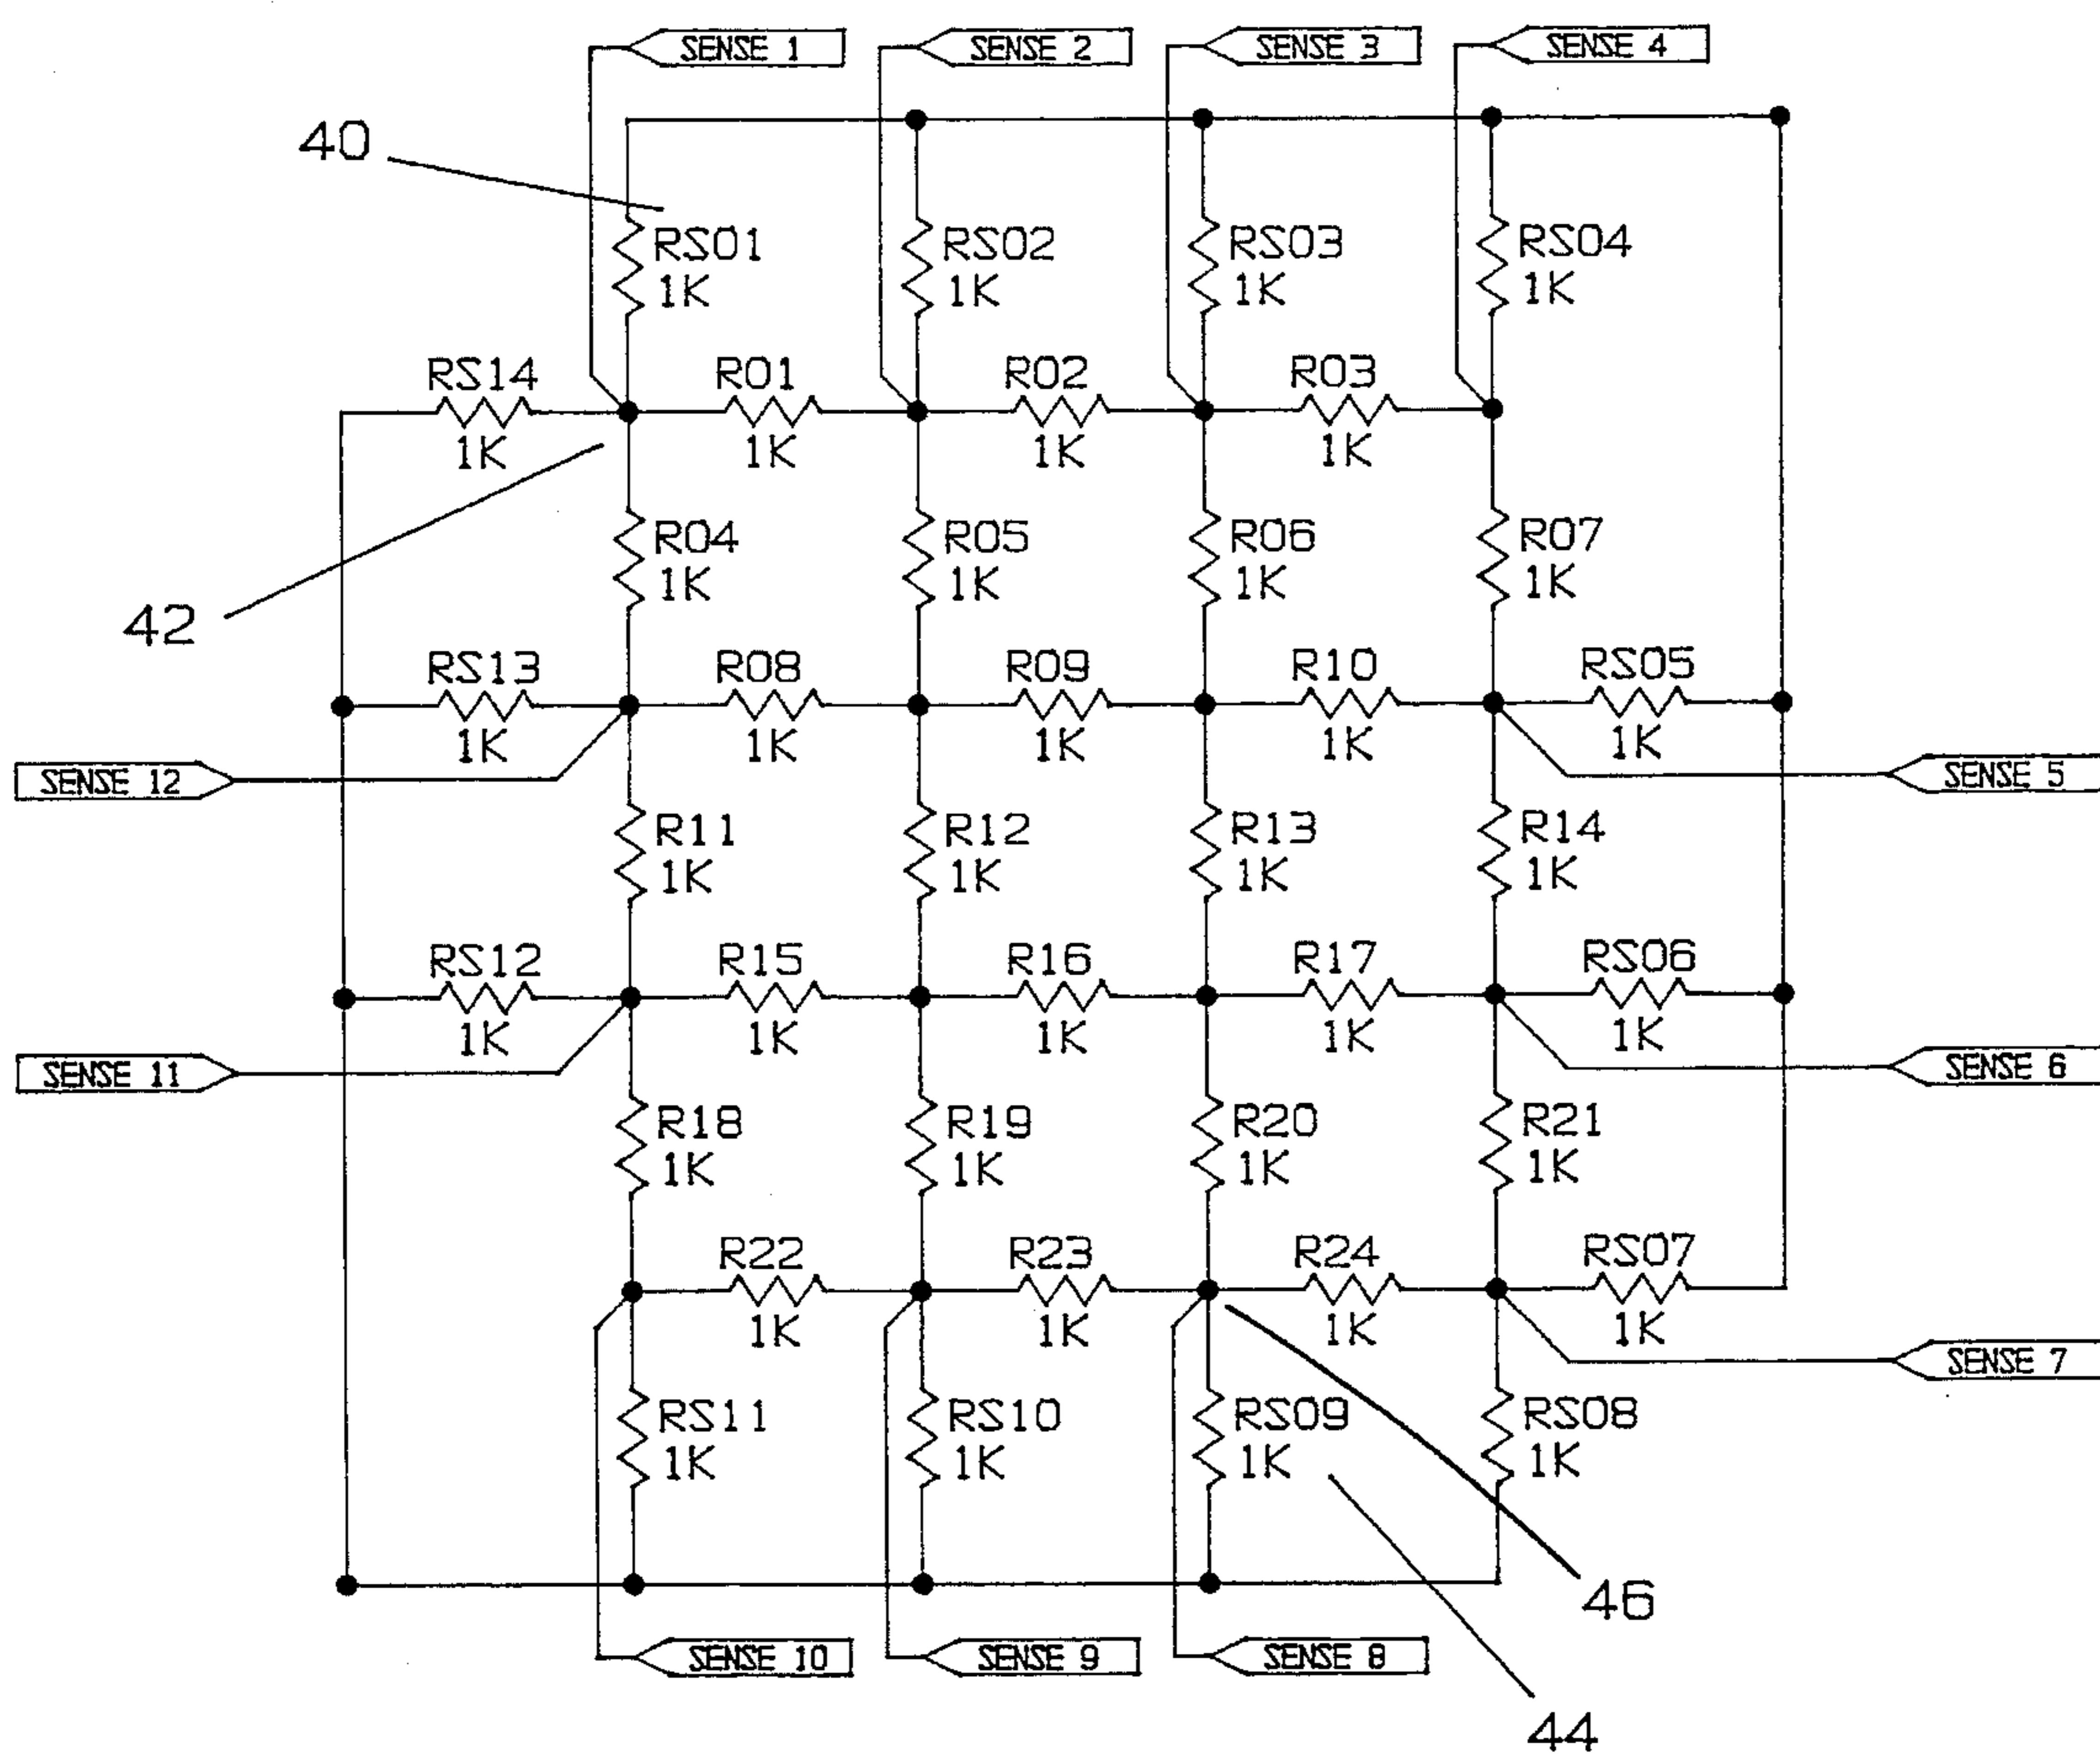 SENSE 1
SENSE 2
SENSE 3
SENSE 4
40
RS01
1K
RS02
1K
RS03
1K
RS04
1K
RS14
1K
R01
1K
R02
1K
R03
1K
42
R04
1K
R05
1K
R06
1K
R07
1K
RS13
1K
R08
1K
R09
1K
R10
1K
RS05
1K
SENSE 12
SENSE 5
R11
1K
R12
1K
R13
1K
R14
1K
RS12
1K
R15
1K
R16
1K
R17
1K
RS06
1K
SENSE 11
SENSE 6
R18
1K
R19
1K
R20
1K
R21
1K
R22
1K
R23
1K
R24
1K
RS07
1K
SENSE 7
RS11
1K
RS10
1K
RS09
1K
RS08
1K
46
SENSE 10
SENSE 9
SENSE 8
44